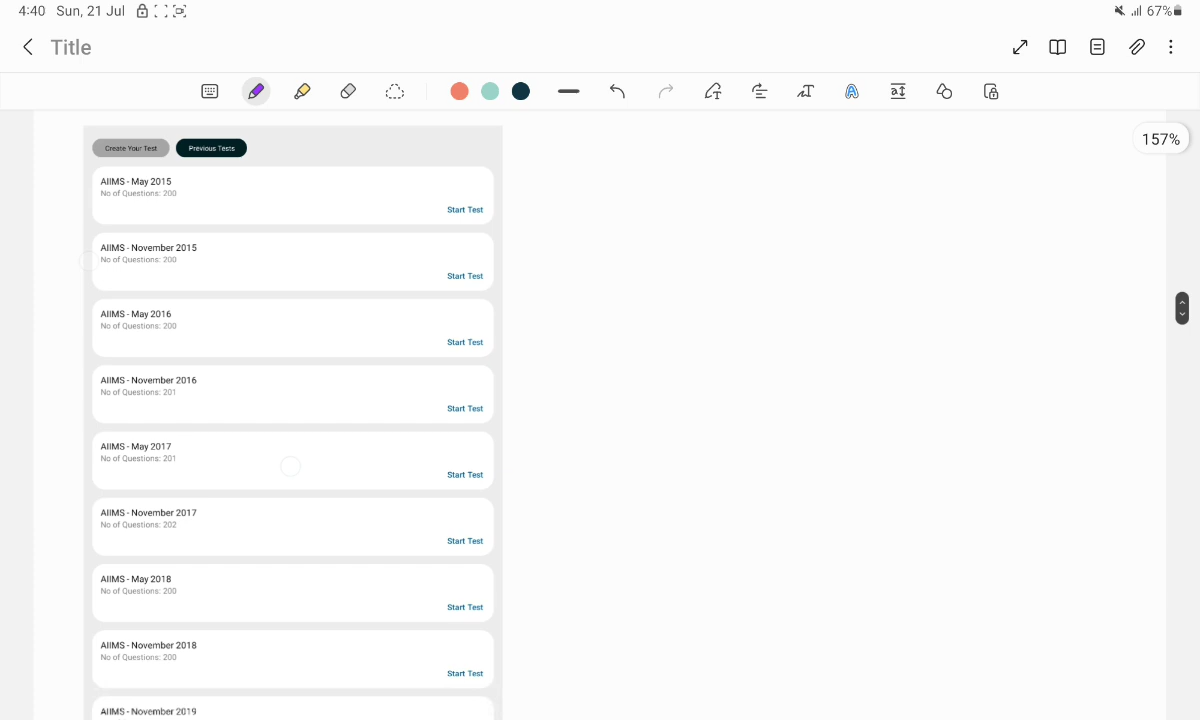 4:40 Sun, 21 Jul 67%
Title
157%
Create Your Test Previous Tests
AIIMS - May 2015
No of Questions: 200
Start Test
AIIMS - November 2015
No of Questions: 200
Start Test
AIIMS - May 2016
No of Questions: 200
Start Test
AIIMS - November 2016
No of Questions: 201
Start Test
AIIMS - May 2017
No of Questions: 201
Start Test
AIIMS - November 2017
No of Questions: 202
Start Test
AIIMS - May 2018
No of Questions: 200
Start Test
AIIMS - November 2018
No of Questions: 200
Start Test
AIIMS - November 2019